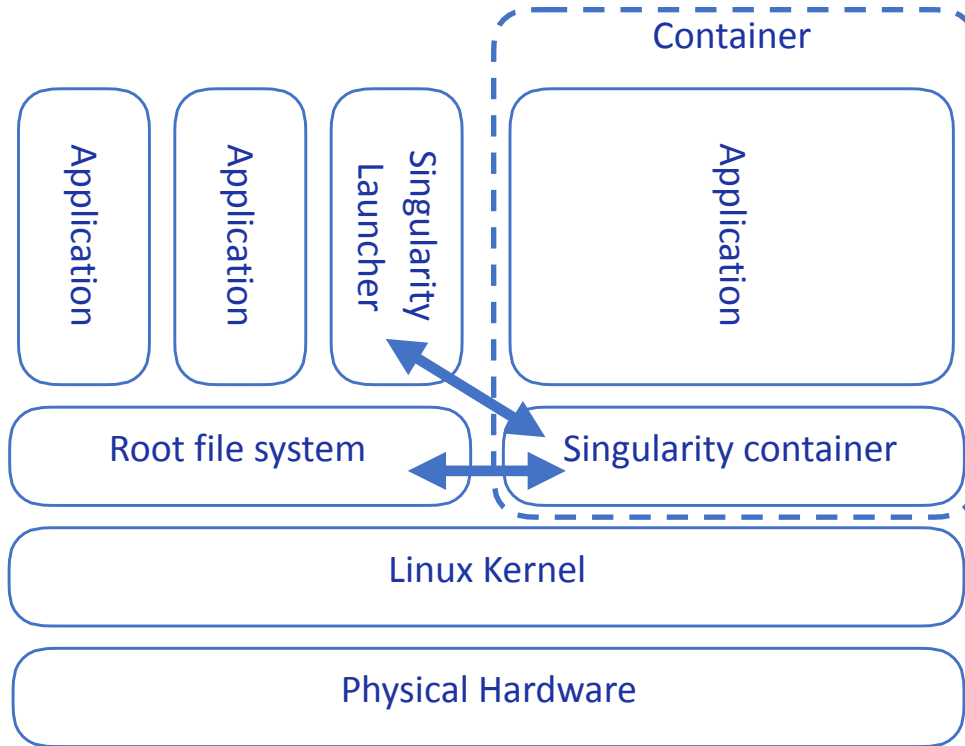 Container
Application
Application
Singularity
Launcher
Application
Root file system
Singularity container
Linux Kernel
Physical Hardware